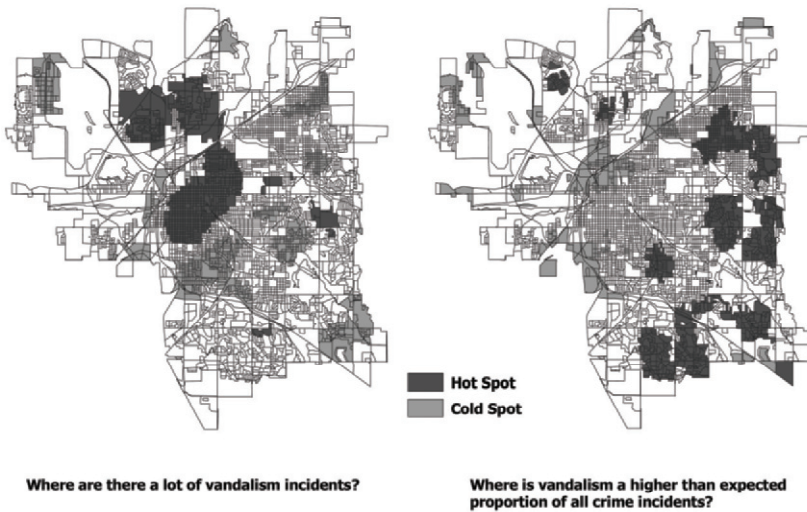 Hot Spot
Cold Spot
Where are there a lot of vandalism incidents?
Where is vandalism a higher than expected
proportion of all crime incidents?